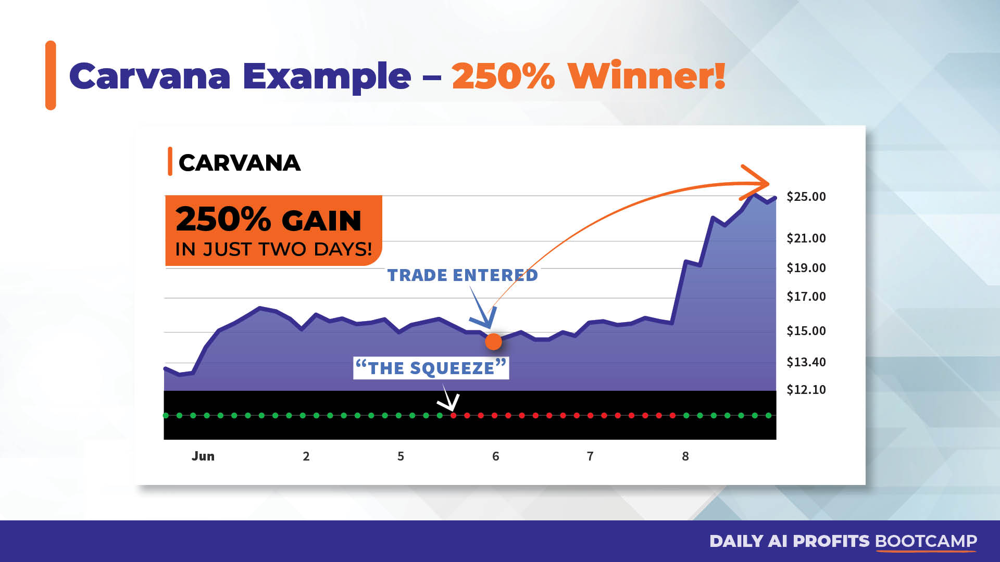 Carvana Example – 250% Winner!
CARVANA
250% GAIN
IN JUST TWO DAYS!
TRADE ENTERED
“THE SQUEEZE”
$25.00
$21.00
$19.00
$17.00
$15.00
$13.40
$12.10
Jun 2 5 6 7 8
DAILY AI PROFITS BOOTCAMP